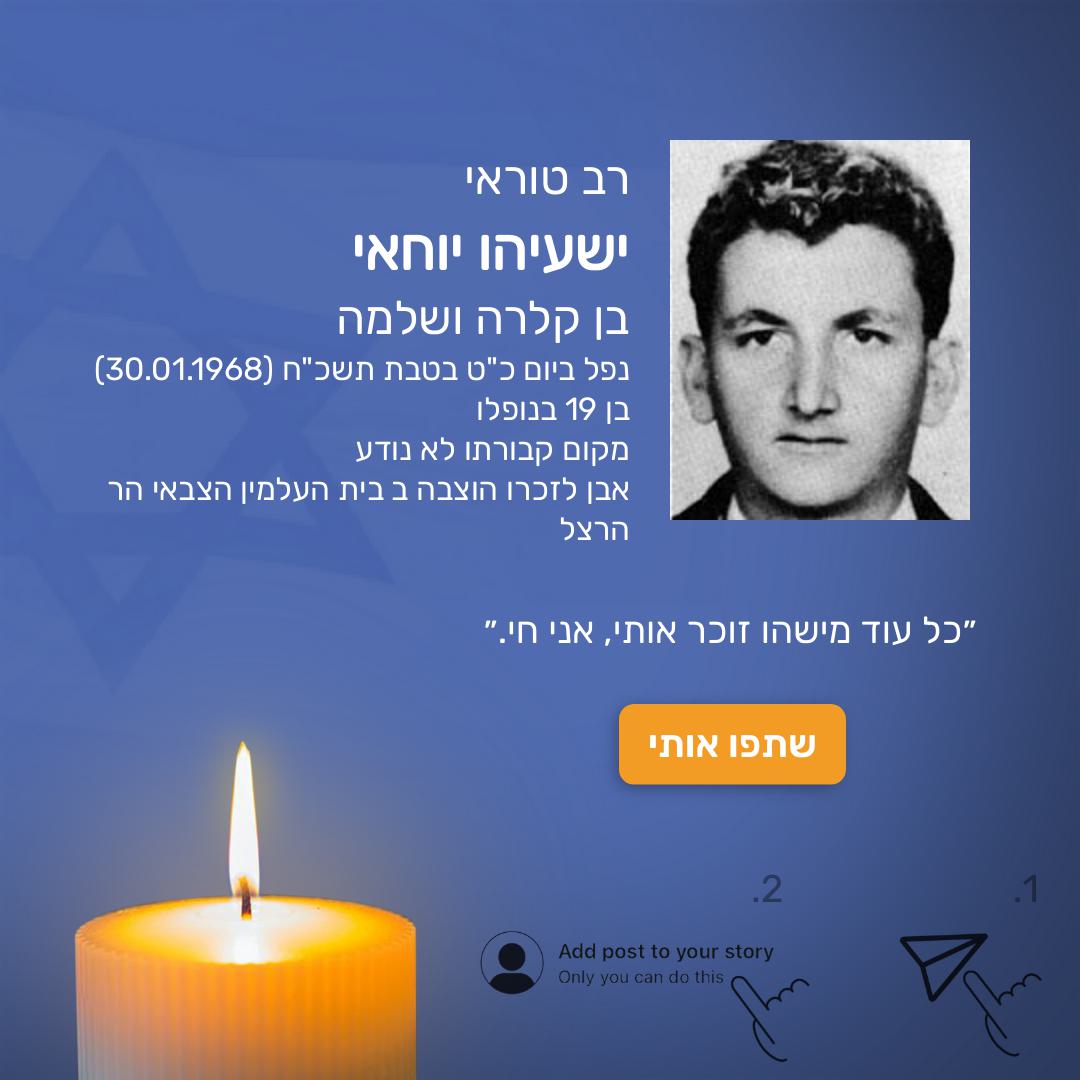 רב טוראי
ישעיהו יוחאי
בן קלרה ושלמה
נפל ביום כ"ט בטבת תשכ"ח (30.01.1968)
בן 19 בנופלו
מקום קבורתו לא נודע
אבן לזכרו הוצבה ב בית העלמין הצבאי הר
הרצל
״כל עוד מישהו זוכר אותי, אני חי.״
שתפו אותי
1.
2.
Add post to your story
Only you can do this